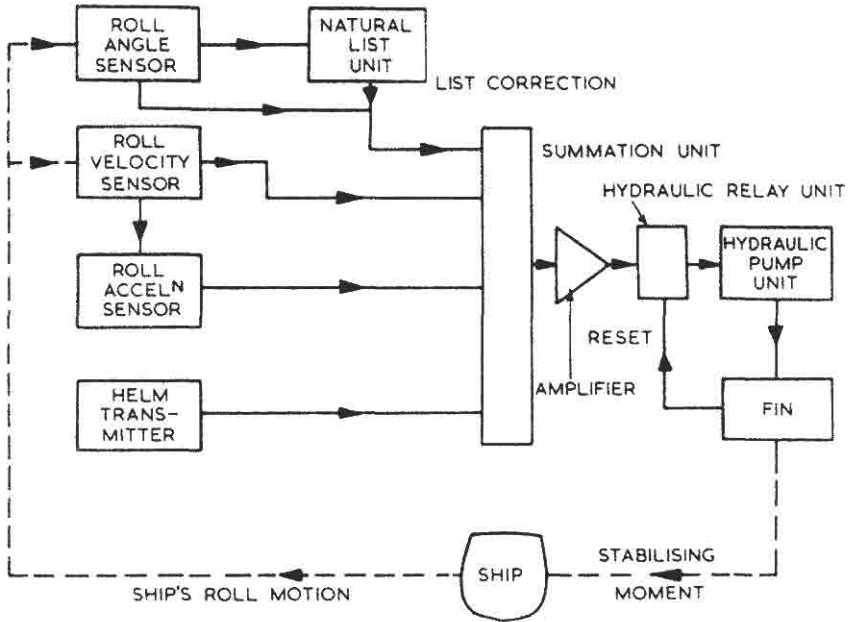 ROLL
ANGLE
SENSOR
NATURAL
LIST
UNIT
LIST CORRECTION
ROLL
VELOCITY
SENSOR
SUMMATION UNIT
HYDRAULIC RELAY UNIT
HYDRAULIC
PUMP
UNIT
ROLL
ACCELN
SENSOR
RESET
AMPLIFIER
FIN
HELM
TRANS-
MITTER
SHIP
STABILISING
MOMENT
SHIP'S ROLL MOTION